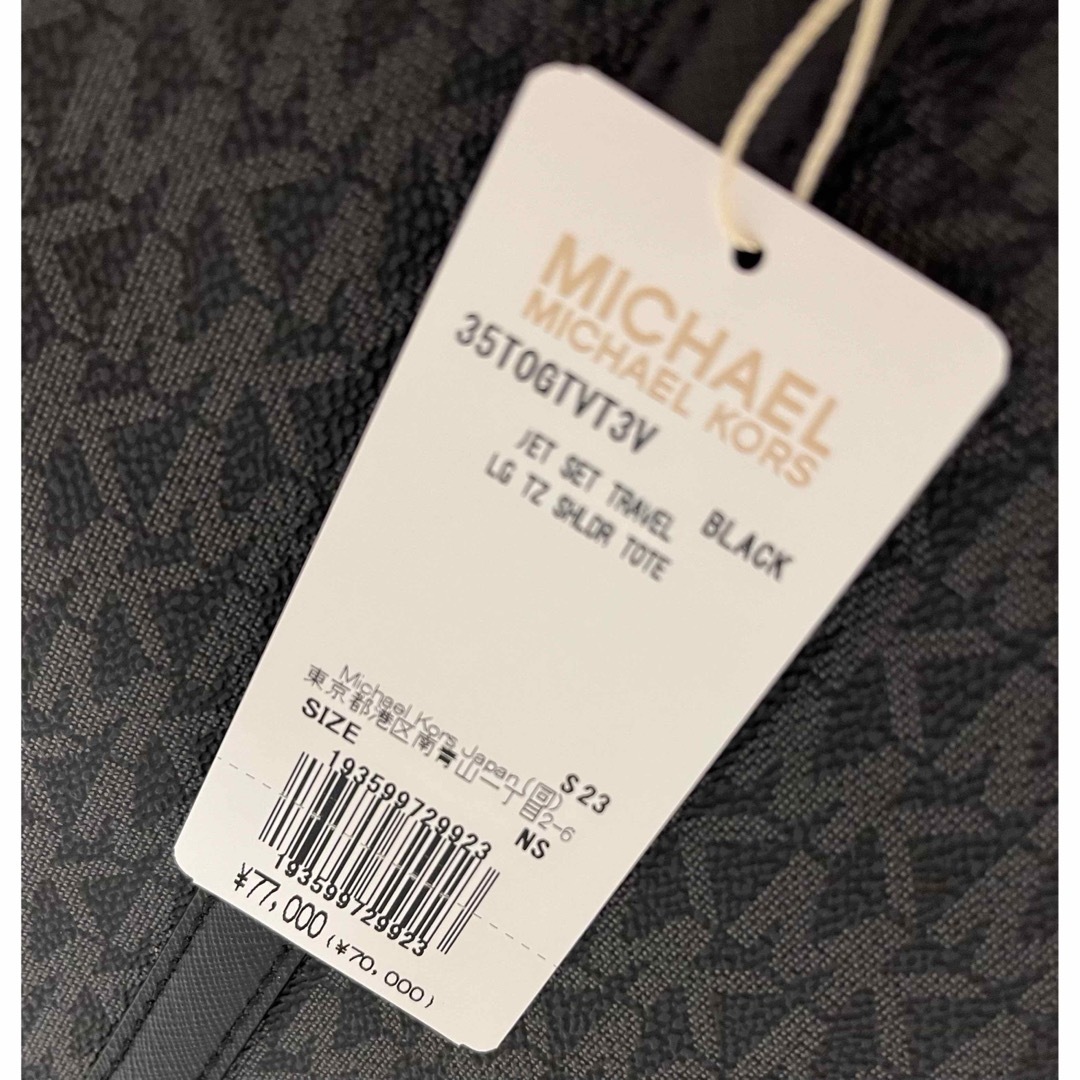 MICHAEL
MICHAEL KORS
35T0GTVT3V
BLACK
JET SET TRAVEL
LG TZ SHLDR TOTE
Michael Kors Japan (同)
東京都港区南青山一丁目2-6
S23
SIZE
NS
193599729923
193599729923
¥77,000 (¥70,000)